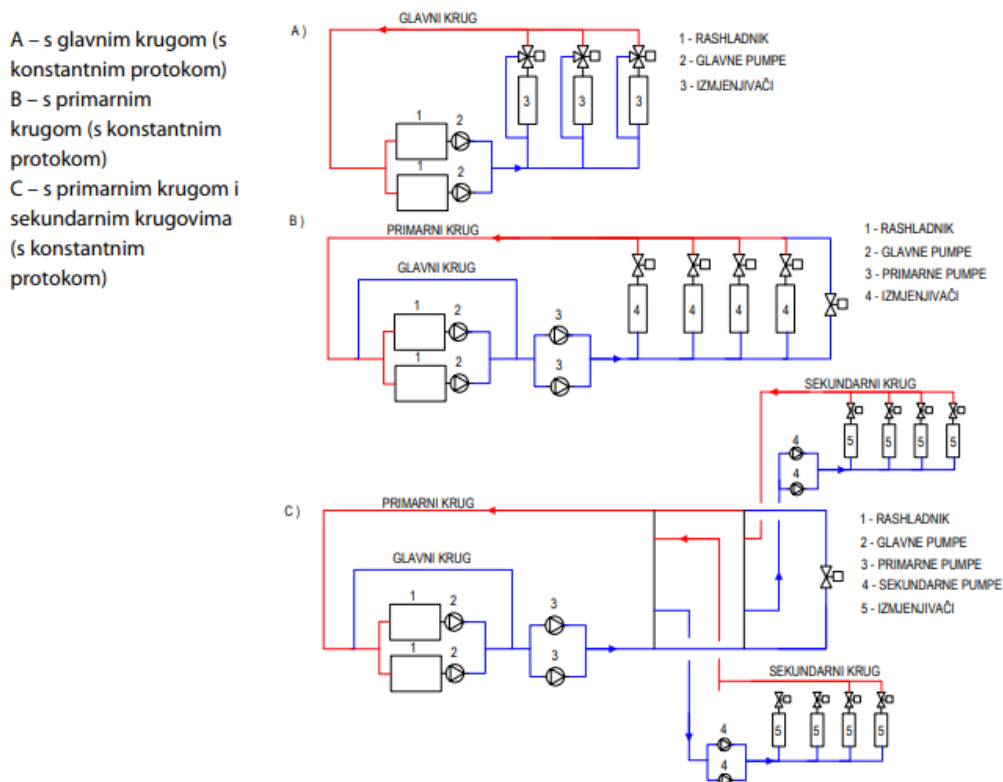 A – s glavnim krugom (s
konstantnim protokom)
B – s primarnim
krugom (s konstantnim
protokom)
C – s primarnim krugom i
sekundarnim krugovima
(s konstantnim
protokom)
A )
GLAVNI KRUG
1 - RASHLADNIK
2 - GLAVNE PUMPE
3 - IZMJENJIVAČI
3 3 3
1 2
1 2
B )
PRIMARNI KRUG
GLAVNI KRUG
1 - RASHLADNIK
2 - GLAVNE PUMPE
3 - PRIMARNE PUMPE
4 - IZMJENJIVAČI
1 2
1 2
3
3
4 4 4 4
SEKUNDARNI KRUG
4
4
5 5 5 5
C )
PRIMARNI KRUG
GLAVNI KRUG
1 - RASHLADNIK
2 - GLAVNE PUMPE
3 - PRIMARNE PUMPE
4 - SEKUNDARNE PUMPE
5 - IZMJENJIVAČI
1 2
1 2
3
3
SEKUNDARNI KRUG
4
4
5 5 5 5